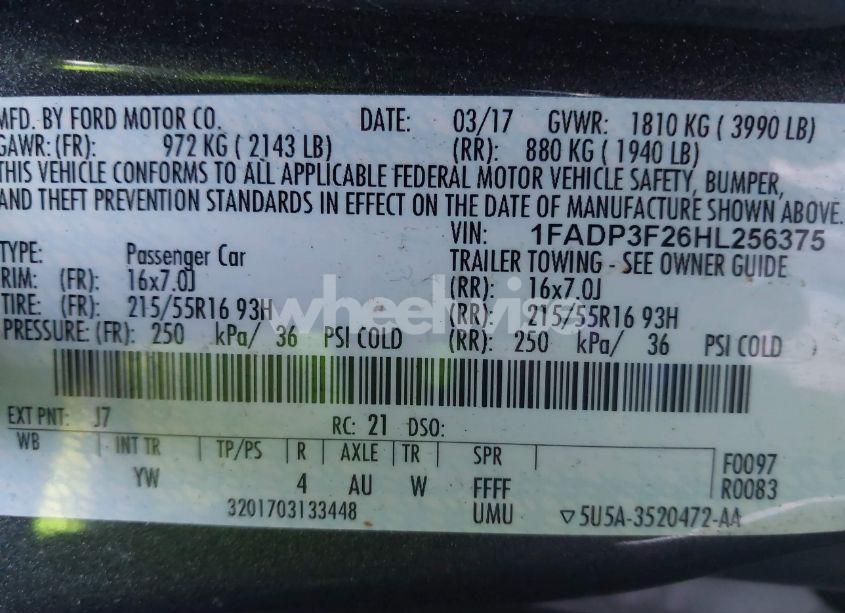 MFD. BY FORD MOTOR CO. DATE: 03/17 GVWR: 1810 KG ( 3990 LB)
GAWR: (FR): 972 KG ( 2143 LB) (RR): 880 KG ( 1940 LB)
THIS VEHICLE CONFORMS TO ALL APPLICABLE FEDERAL MOTOR VEHICLE SAFETY, BUMPER,
AND THEFT PREVENTION STANDARDS IN EFFECT ON THE DATE OF MANUFACTURE SHOWN ABOVE.
VIN: 1FADP3F26HL256375
TYPE: Passenger Car TRAILER TOWING - SEE OWNER GUIDE
RIM: (FR): 16x7.0J (RR): 16x7.0J
TIRE: (FR): 215/55R16 93H (RR): 215/55R16 93H
wheelwise
PRESSURE: (FR): 250 kPa/ 36 PSI COLD (RR): 250 kPa/ 36 PSI COLD
EXT PNT: J7 RC: 21 DSO:
WB INT TR TP/PS R AXLE TR SPR F0097
YW 4 AU W FFFF R0083
3201703133448 UMU ▽5U5A-3520472-AA